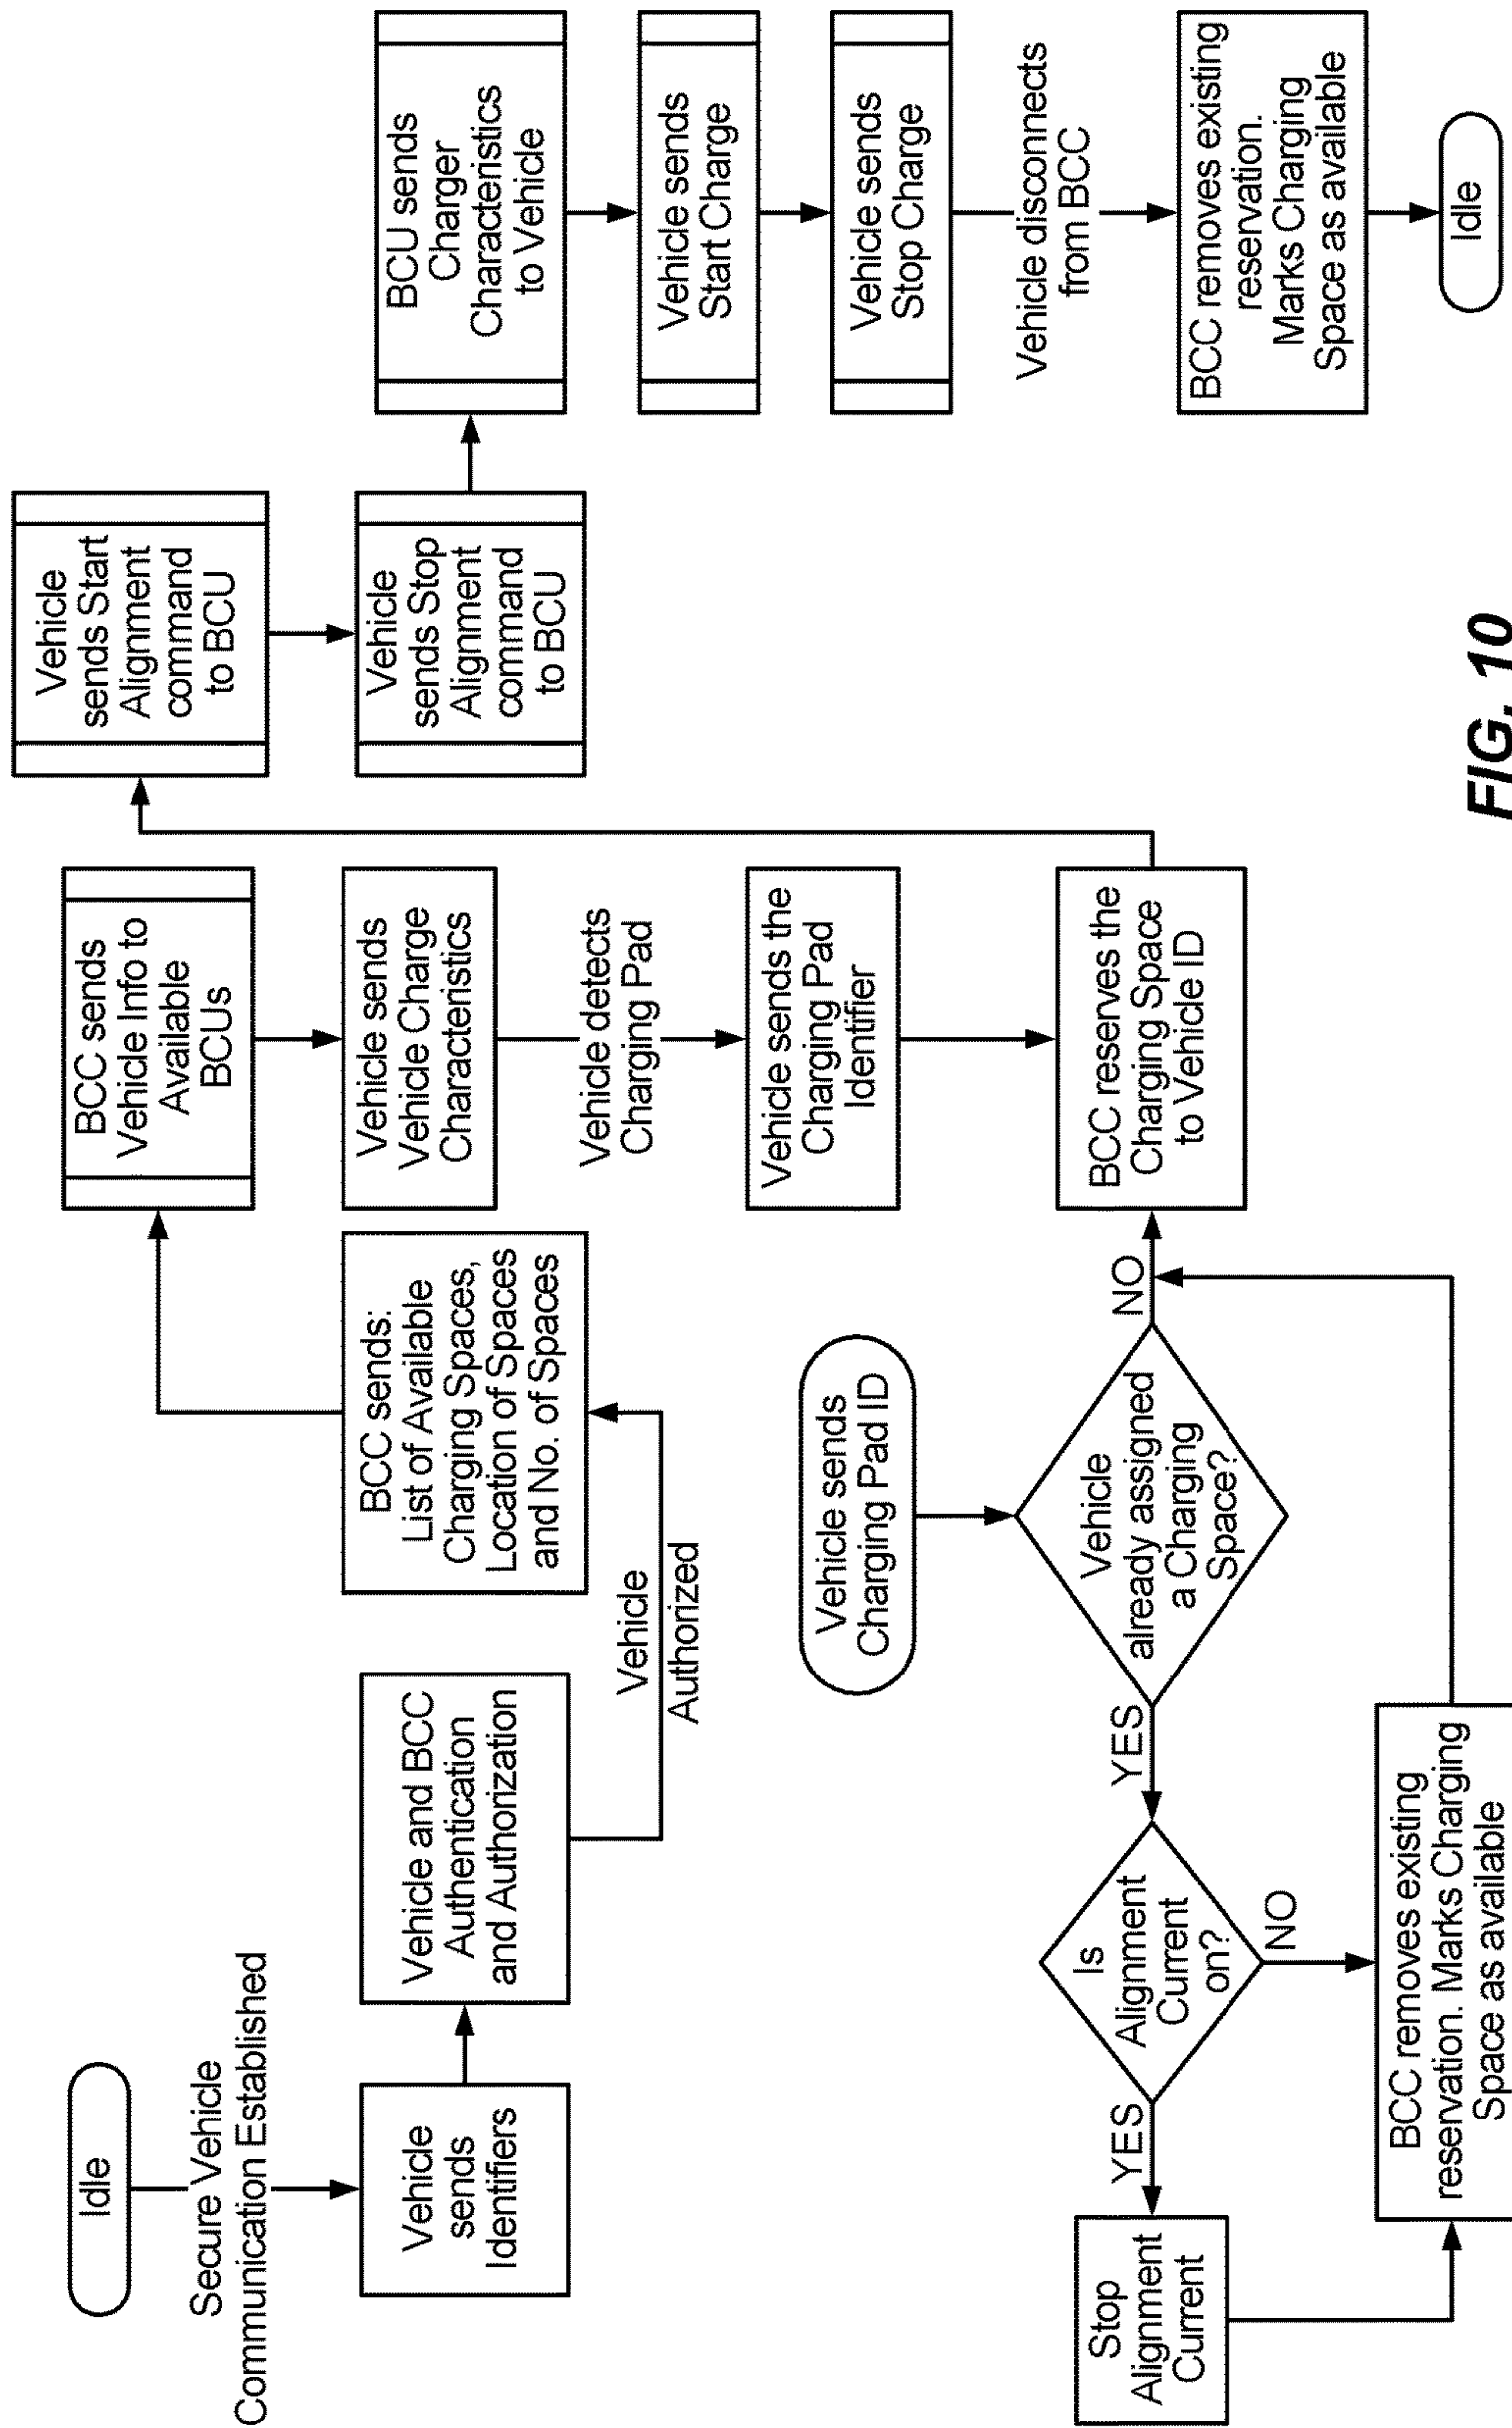 Idle
Secure Vehicle
Communication Established
Vehicle
sends
Identifiers
Vehicle and BCC
Authentication
and Authorization
Vehicle
Authorized
BCC sends:
List of Available
Charging Spaces,
Location of Spaces
and No. of Spaces
BCC sends
Vehicle Info to
Available
BCUs
Vehicle sends
Vehicle Charge
Characteristics
Vehicle detects
Charging Pad
Vehicle sends the
Charging Pad
Identifier
BCC reserves the
Charging Space
to Vehicle ID
Vehicle sends
Charging Pad ID
Vehicle
already assigned
a Charging
Space?
NO
YES
Is
Alignment
Current
on?
NO
YES
Stop
Alignment
Current
BCC removes existing
reservation. Marks Charging
Space as available
Vehicle
sends Start
Alignment
command
to BCU
Vehicle
sends Stop
Alignment
command
to BCU
BCU sends
Charger
Characteristics
to Vehicle
Vehicle sends
Start Charge
Vehicle sends
Stop Charge
Vehicle disconnects
from BCC
BCC removes existing
reservation.
Marks Charging
Space as available
Idle
FIG. 10